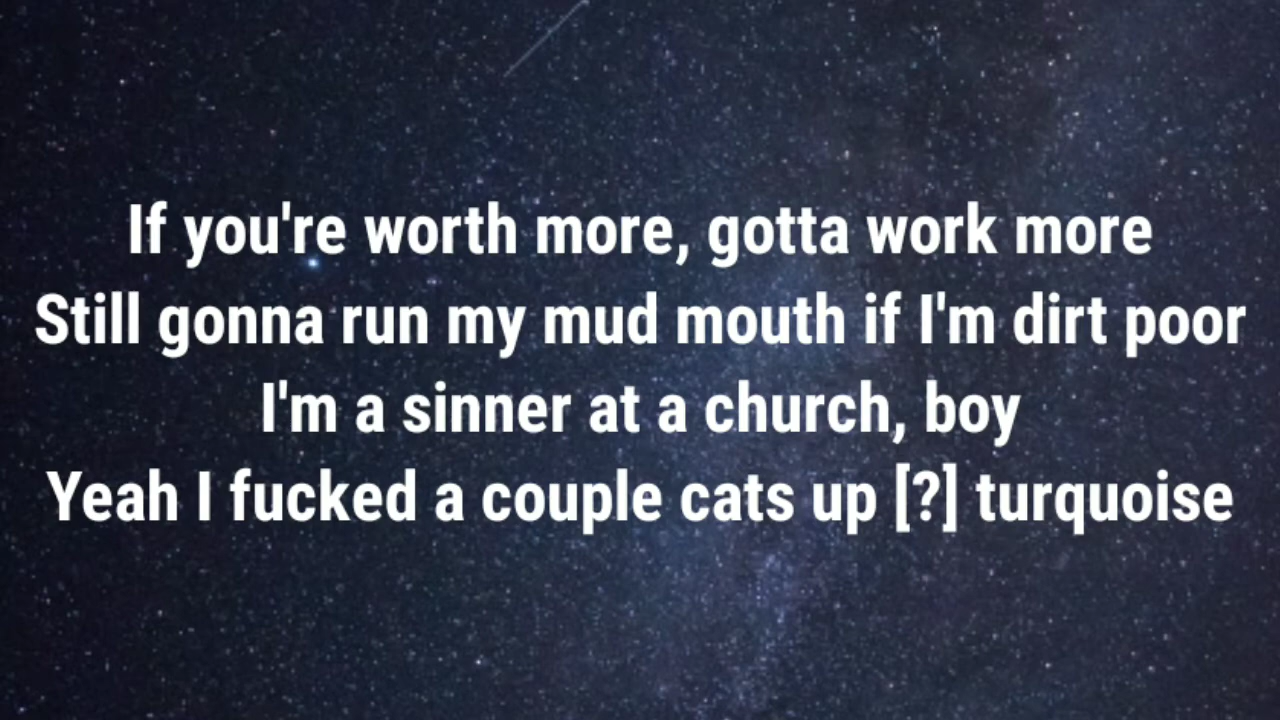 If you're worth more, gotta work more
Still gonna run my mud mouth if I'm dirt poor
I'm a sinner at a church, boy
Yeah I fucked a couple cats up [?] turquoise